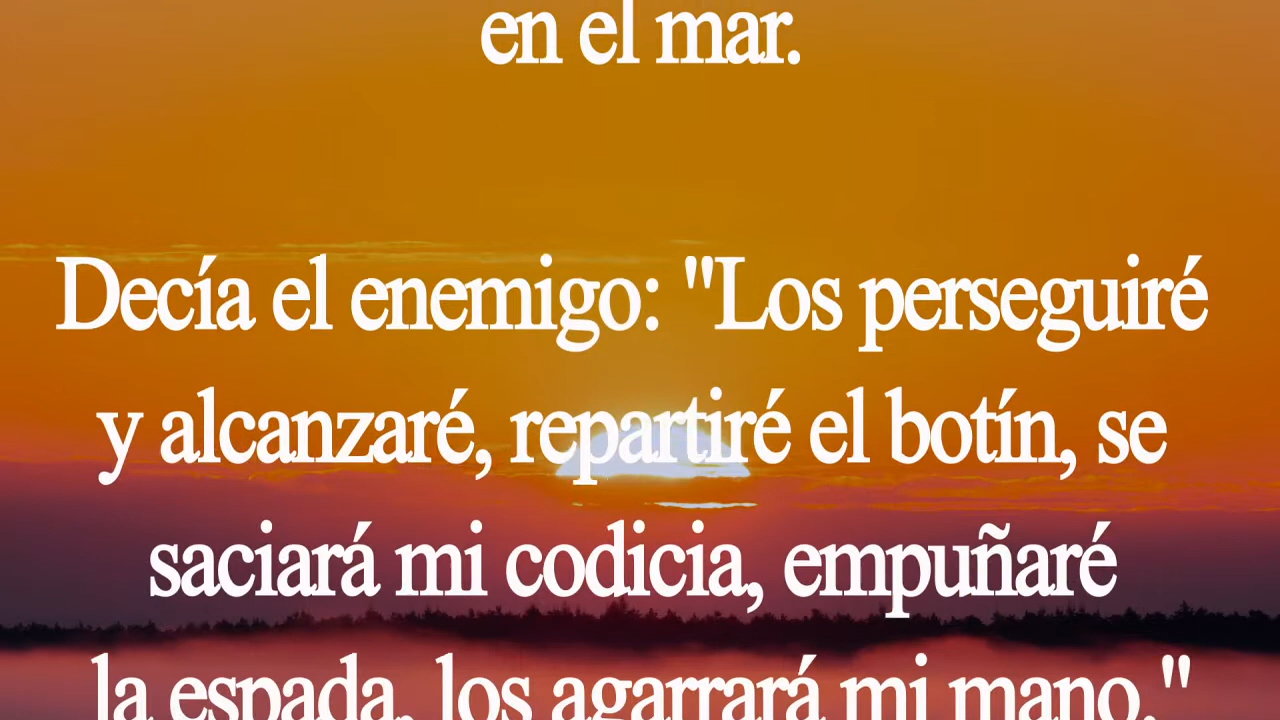 en el mar.
Decía el enemigo: "Los perseguiré
y alcanzaré, repartiré el botín, se
saciará mi codicia, empuñaré
la espada, los agarrará mi mano."